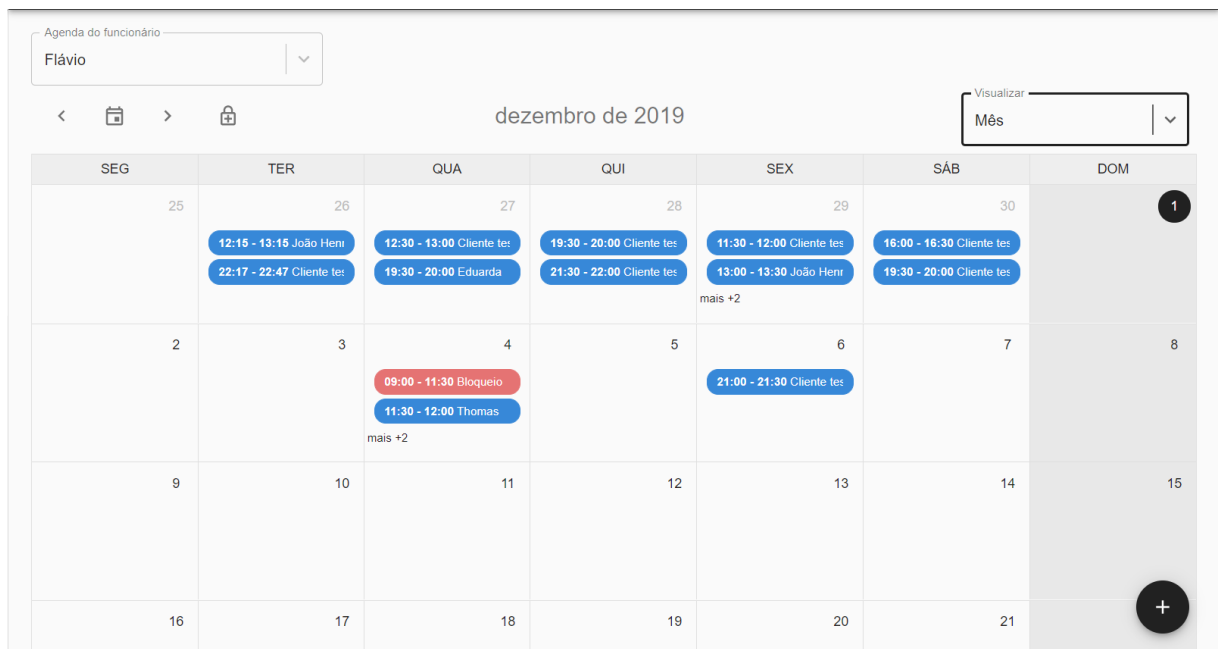 Agenda do funcionário
Flávio
dezembro de 2019
Visualizar
Mês
SEG TER QUA QUI SEX SÁB DOM
25 26 27 28 29 30 1
12:15 - 13:15 João Henr 12:30 - 13:00 Cliente tes 19:30 - 20:00 Cliente tes 11:30 - 12:00 Cliente tes 16:00 - 16:30 Cliente tes
22:17 - 22:47 Cliente tes 19:30 - 20:00 Eduarda 21:30 - 22:00 Cliente tes 13:00 - 13:30 João Henr 19:30 - 20:00 Cliente tes
mais +2
2 3 4 5 6 7 8
09:00 - 11:30 Bloqueio 21:00 - 21:30 Cliente tes
11:30 - 12:00 Thomas
mais +2
9 10 11 12 13 14 15
16 17 18 19 20 21